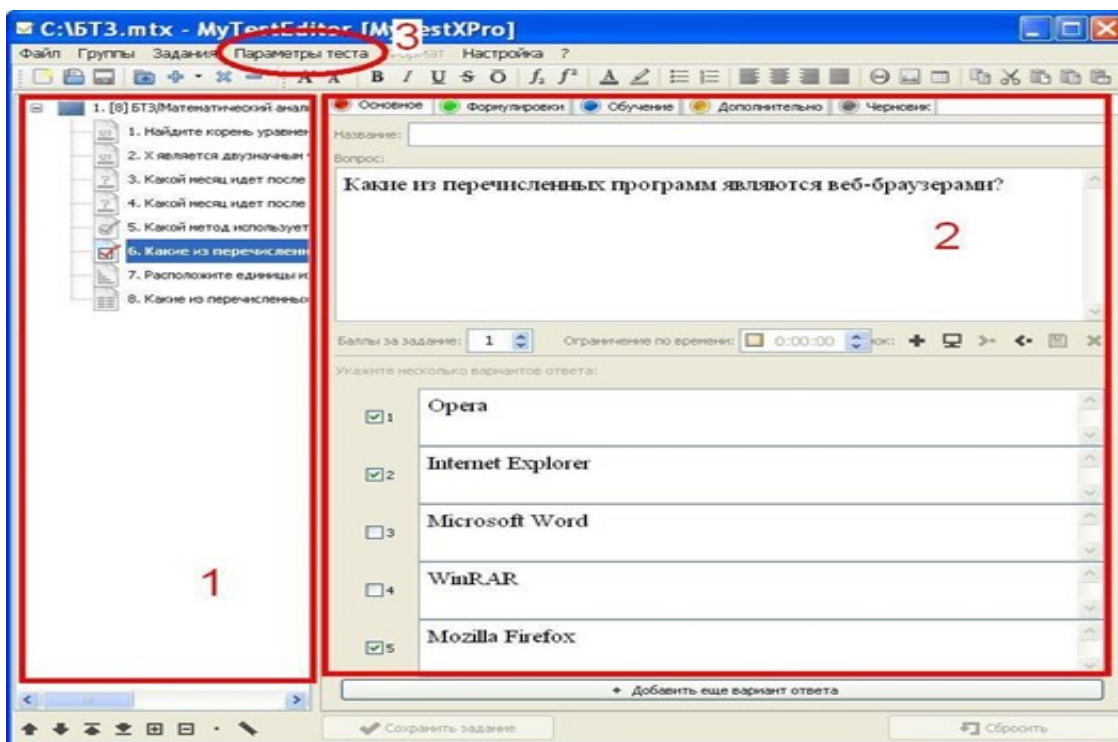 C:\БТЗ.mtx - MyTestEditor [MyTestXPro]
3
Файл Группы Задания Параметры теста Формат Настройка ?
1. [8] БТЗ/Математический анали
1. Найдите корень уравнен
2. X является двузначным
3. Какой месяц идет после
4. Какой месяц идет после
5. Какой метод использует
6. Какие из перечисленн
7. Расположите единицы и
8. Какие из перечисленны
1
Основное Формулировки Обучение Дополнительно Черновик
Название:
Вопрос:
Какие из перечисленных программ являются веб-браузерами?
2
Баллы за задание: 1 Ограничение по времени: 0:00:00
Укажите несколько вариантов ответа:
1 Opera
2 Internet Explorer
3 Microsoft Word
4 WinRAR
5 Mozilla Firefox
+ Добавить еще вариант ответа
Сохранить задание Сбросить